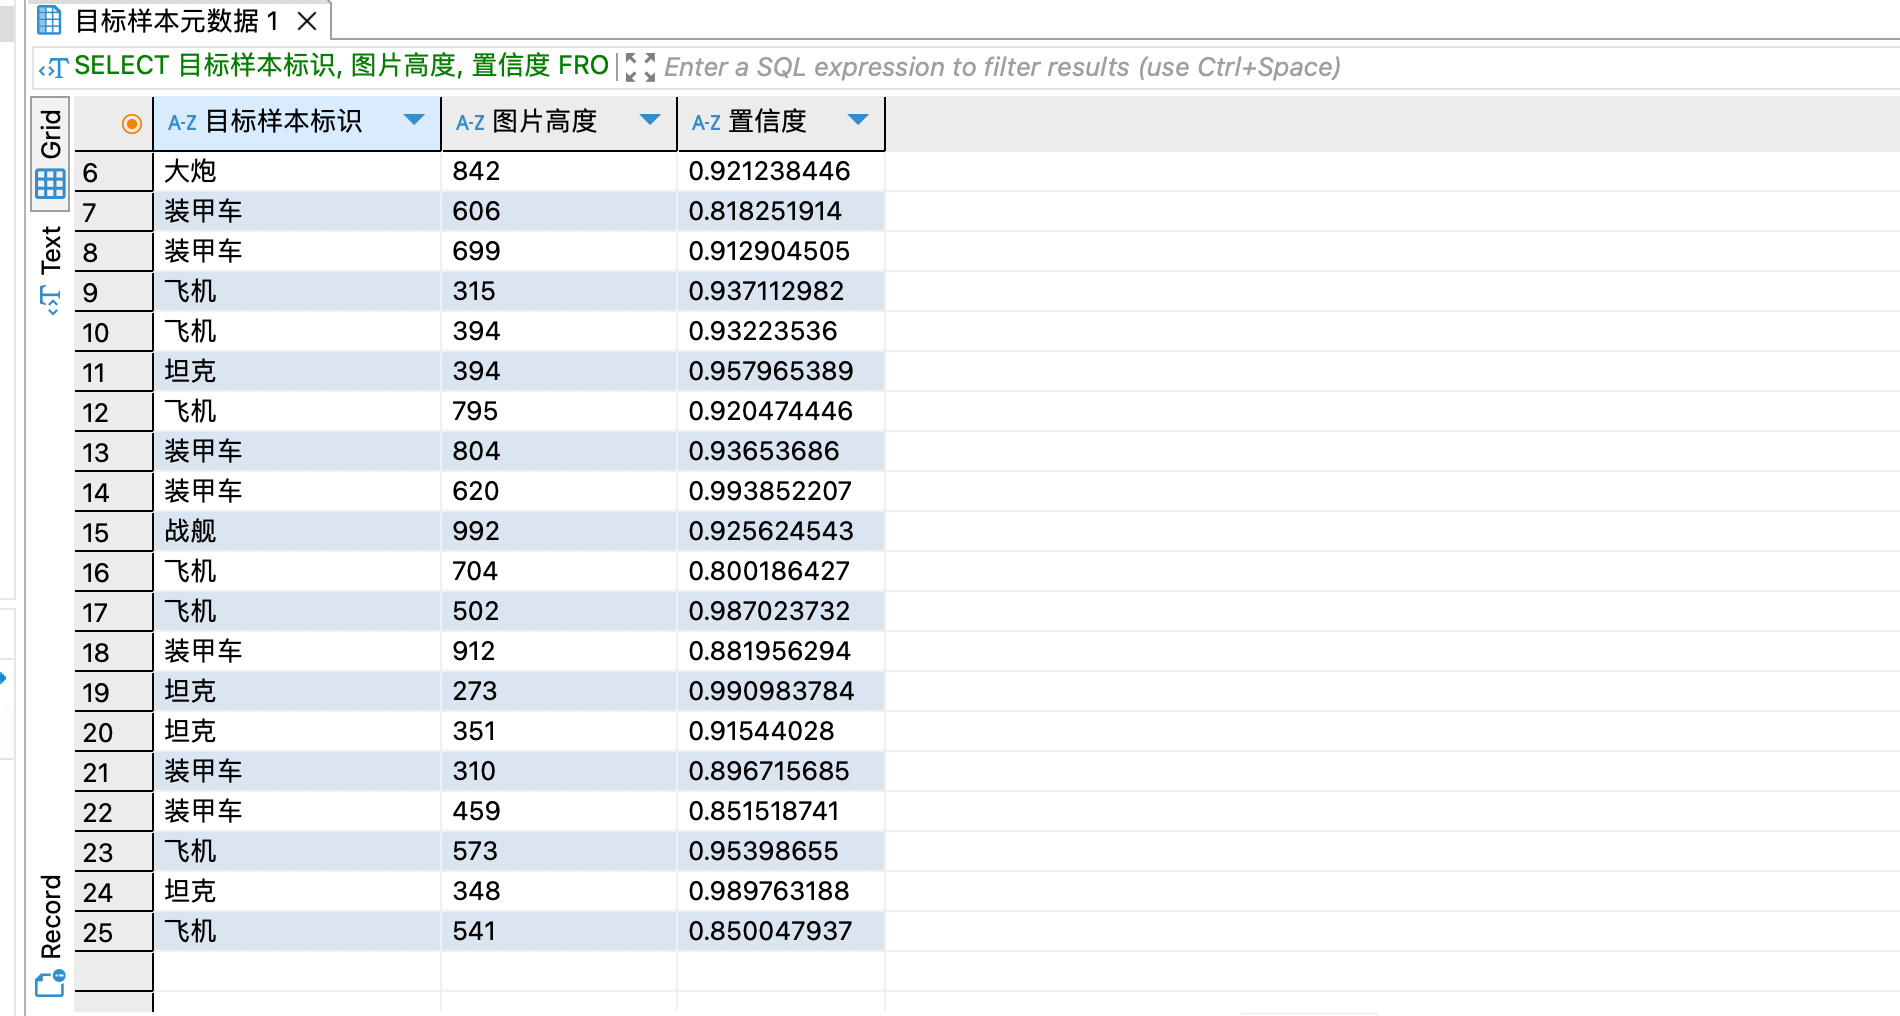 目标样本元数据 1
SELECT 目标样本标识, 图片高度, 置信度 FRO Enter a SQL expression to filter results (use Ctrl+Space)
Grid
Text
Record
A-Z 目标样本标识 A-Z 图片高度 A-Z 置信度
6 大炮 842 0.921238446
7 装甲车 606 0.818251914
8 装甲车 699 0.912904505
9 飞机 315 0.937112982
10 飞机 394 0.93223536
11 坦克 394 0.957965389
12 飞机 795 0.920474446
13 装甲车 804 0.93653686
14 装甲车 620 0.993852207
15 战舰 992 0.925624543
16 飞机 704 0.800186427
17 飞机 502 0.987023732
18 装甲车 912 0.881956294
19 坦克 273 0.990983784
20 坦克 351 0.91544028
21 装甲车 310 0.896715685
22 装甲车 459 0.851518741
23 飞机 573 0.95398655
24 坦克 348 0.989763188
25 飞机 541 0.850047937